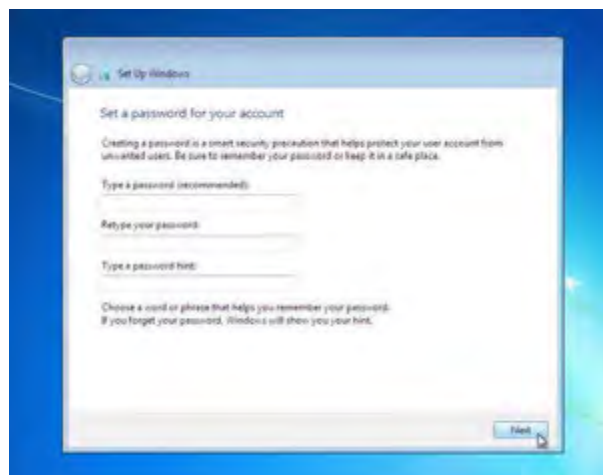 Set Up Windows
Set a password for your account
Creating a password is a smart security precaution that helps protect your user account from
unwanted users. Be sure to remember your password or keep it in a safe place.
Type a password (recommended):
Retype your password:
Type a password hint:
Choose a word or phrase that helps you remember your password.
If you forget your password, Windows will show you your hint.
Next